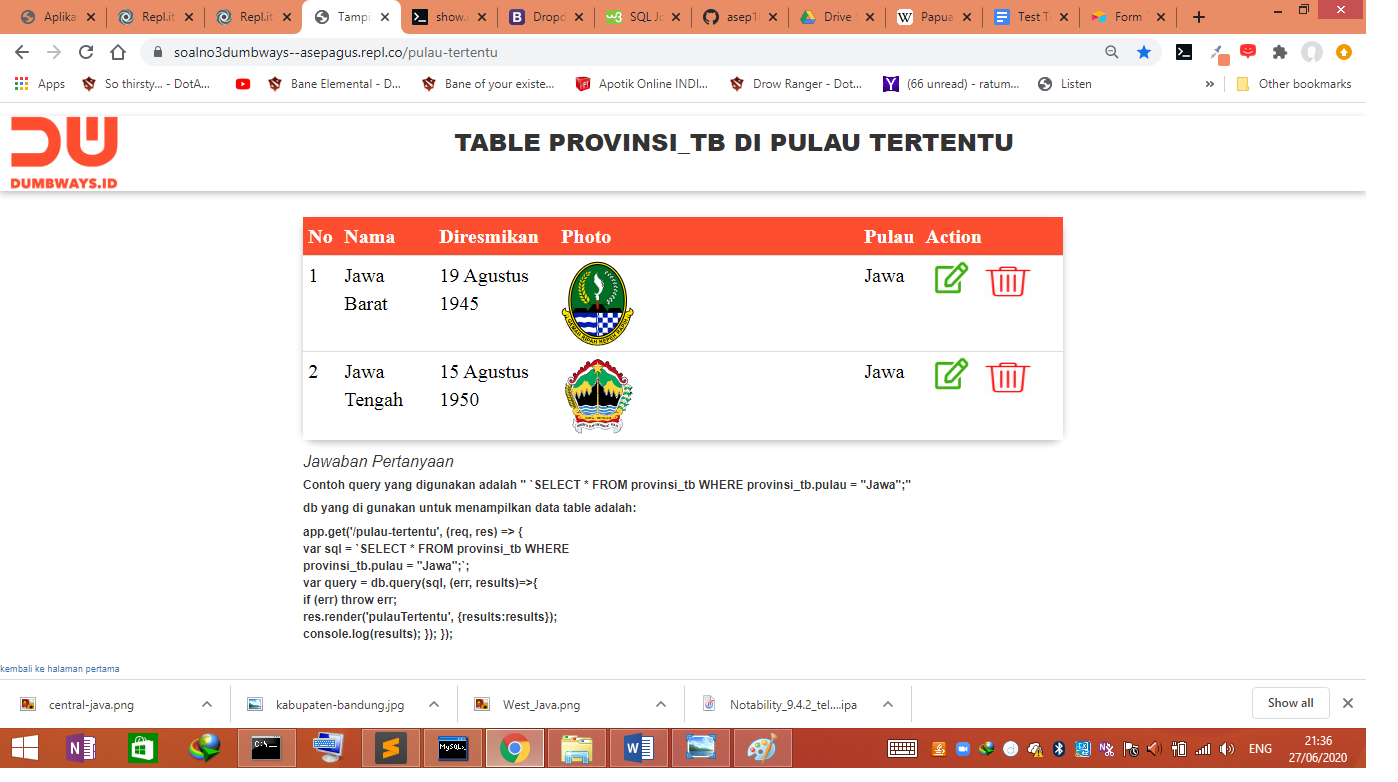 Aplika
Repl.it
Repl.it
Tampi
show.e
Dropd
SQL Jo
asep1
Drive S
Papua
Test T
Form T
soalno3dumbways--asepagus.repl.co/pulau-tertentu
Apps
So thirsty... - DotA...
Bane Elemental - D...
Bane of your existe...
Apotik Online INDI...
Drow Ranger - Dot...
(66 unread) - ratum...
Listen
»
Other bookmarks
DUMBWAYS.ID
TABLE PROVINSI_TB DI PULAU TERTENTU
No Nama Diresmikan Photo Pulau Action
1 Jawa 19 Agustus Jawa
Barat 1945
GEMAH RIPAH REPEH RAPIH
2 Jawa 15 Agustus Jawa
Tengah 1950
Jawaban Pertanyaan
Contoh query yang digunakan adalah " `SELECT * FROM provinsi_tb WHERE provinsi_tb.pulau = "Jawa";"
db yang di gunakan untuk menampilkan data table adalah:
app.get('/pulau-tertentu', (req, res) => {
var sql = `SELECT * FROM provinsi_tb WHERE
provinsi_tb.pulau = "Jawa";`;
var query = db.query(sql, (err, results)=>{
if (err) throw err;
res.render('pulauTertentu', {results:results});
console.log(results); }); });
kembali ke halaman pertama
central-java.png
kabupaten-bandung.jpg
West_Java.png
Notability_9.4.2_tel....ipa
Show all
ENG
21:36
27/06/2020